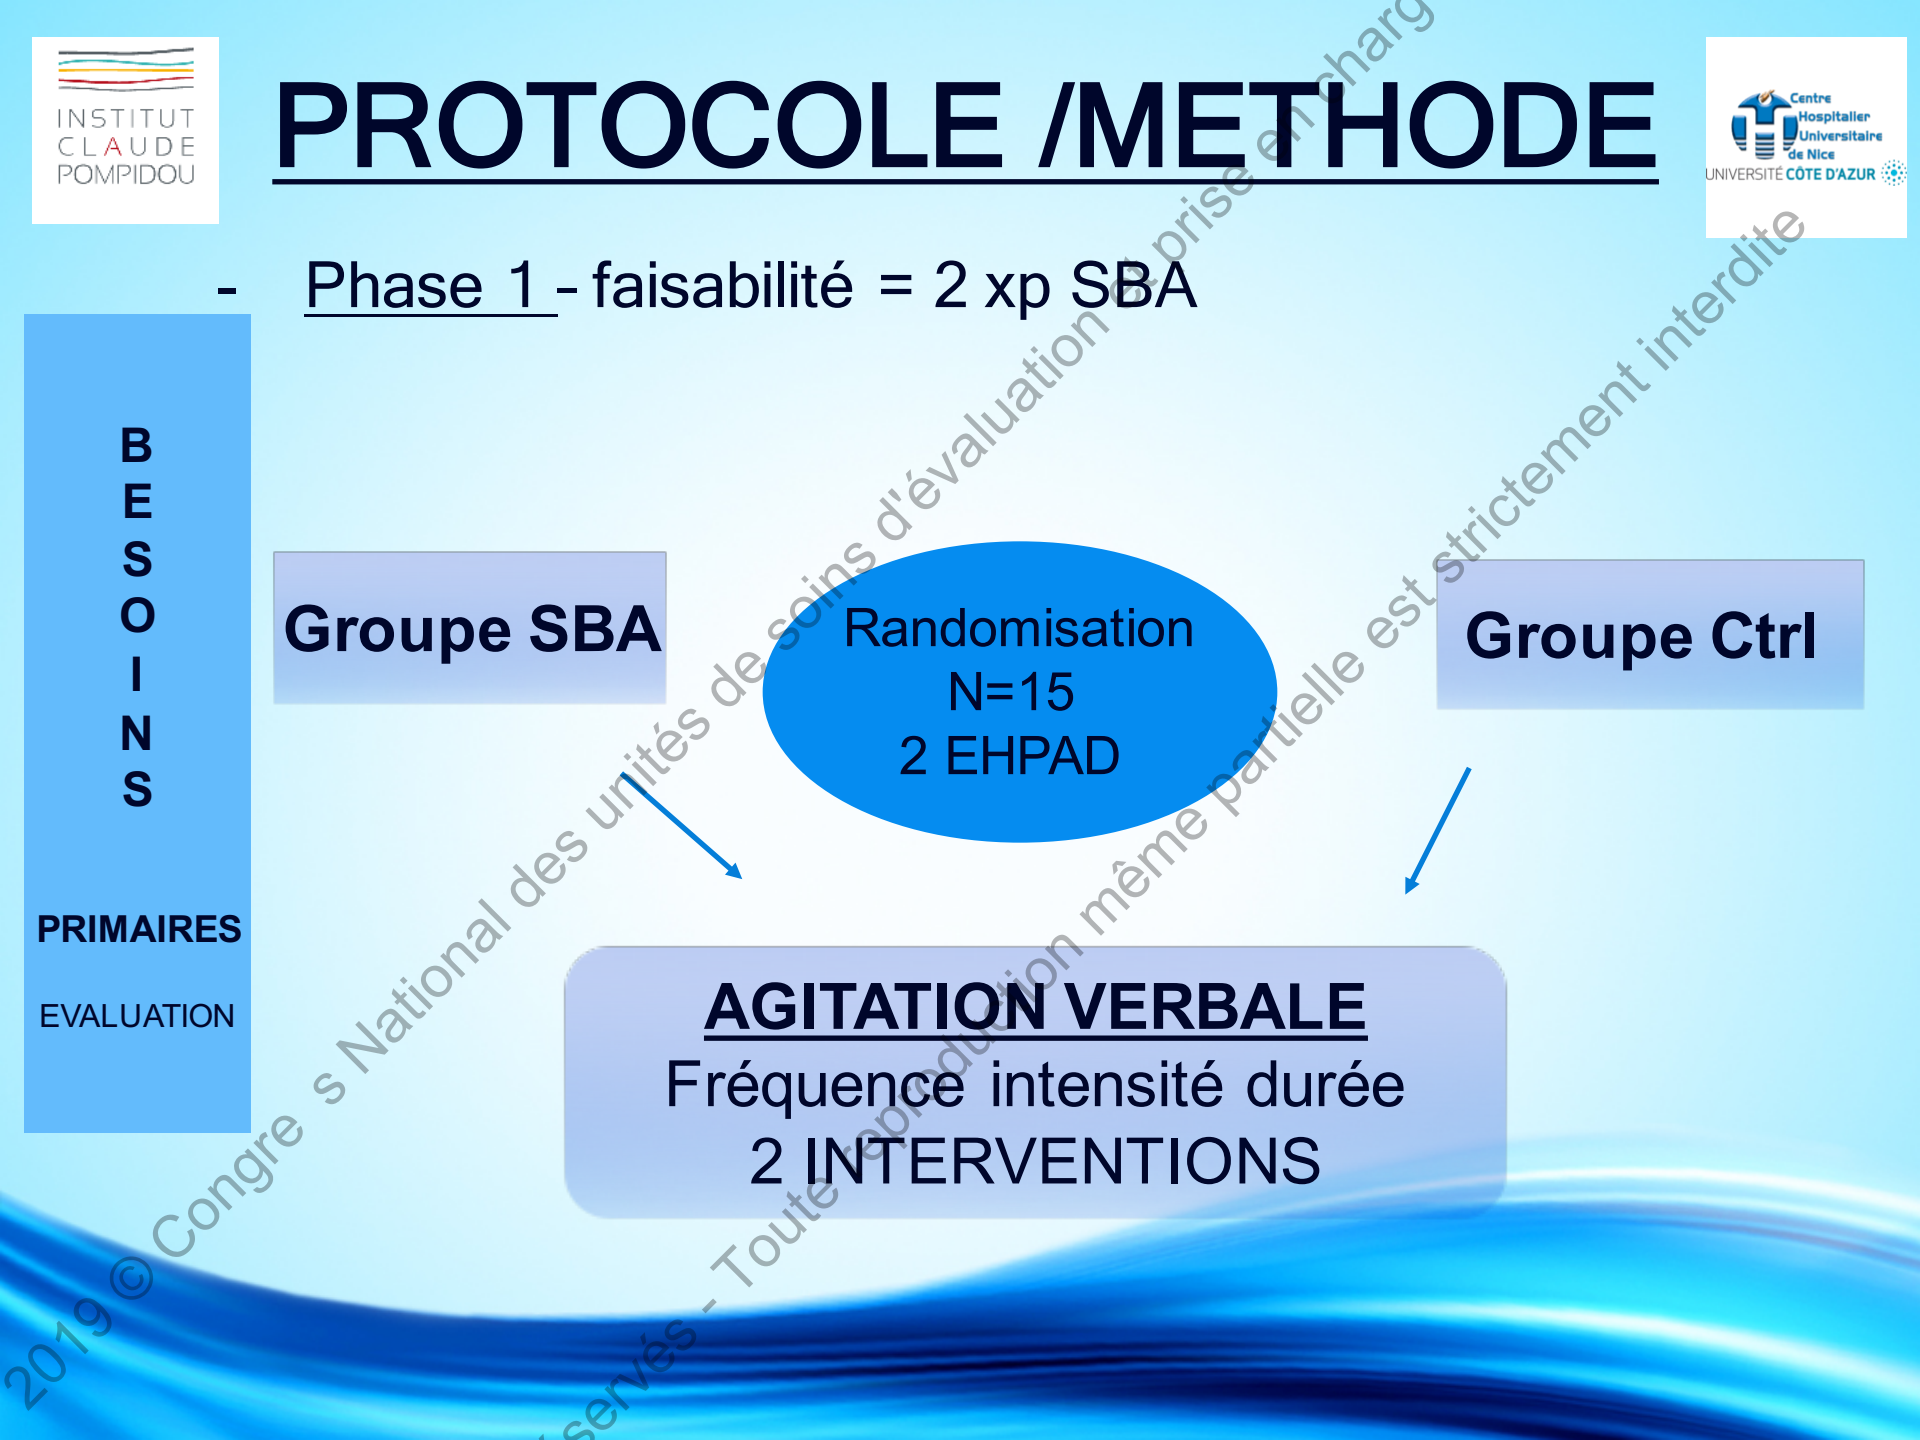 INSTITUT
CLAUDE
POMPIDOU
PROTOCOLE /METHODE
Centre
Hospitalier
Universitaire
de Nice
UNIVERSITÉ CÔTE D'AZUR
- Phase 1 - faisabilité = 2 xp SBA
B
E
S
O
I
N
S
PRIMAIRES
EVALUATION
Groupe SBA
Randomisation
N=15
2 EHPAD
Groupe Ctrl
AGITATION VERBALE
Fréquence intensité durée
2 INTERVENTIONS
2019 © Congre s National des unités de soins d'évaluation et prise en charg
servés - Toute reproduction même partielle est strictement interdite